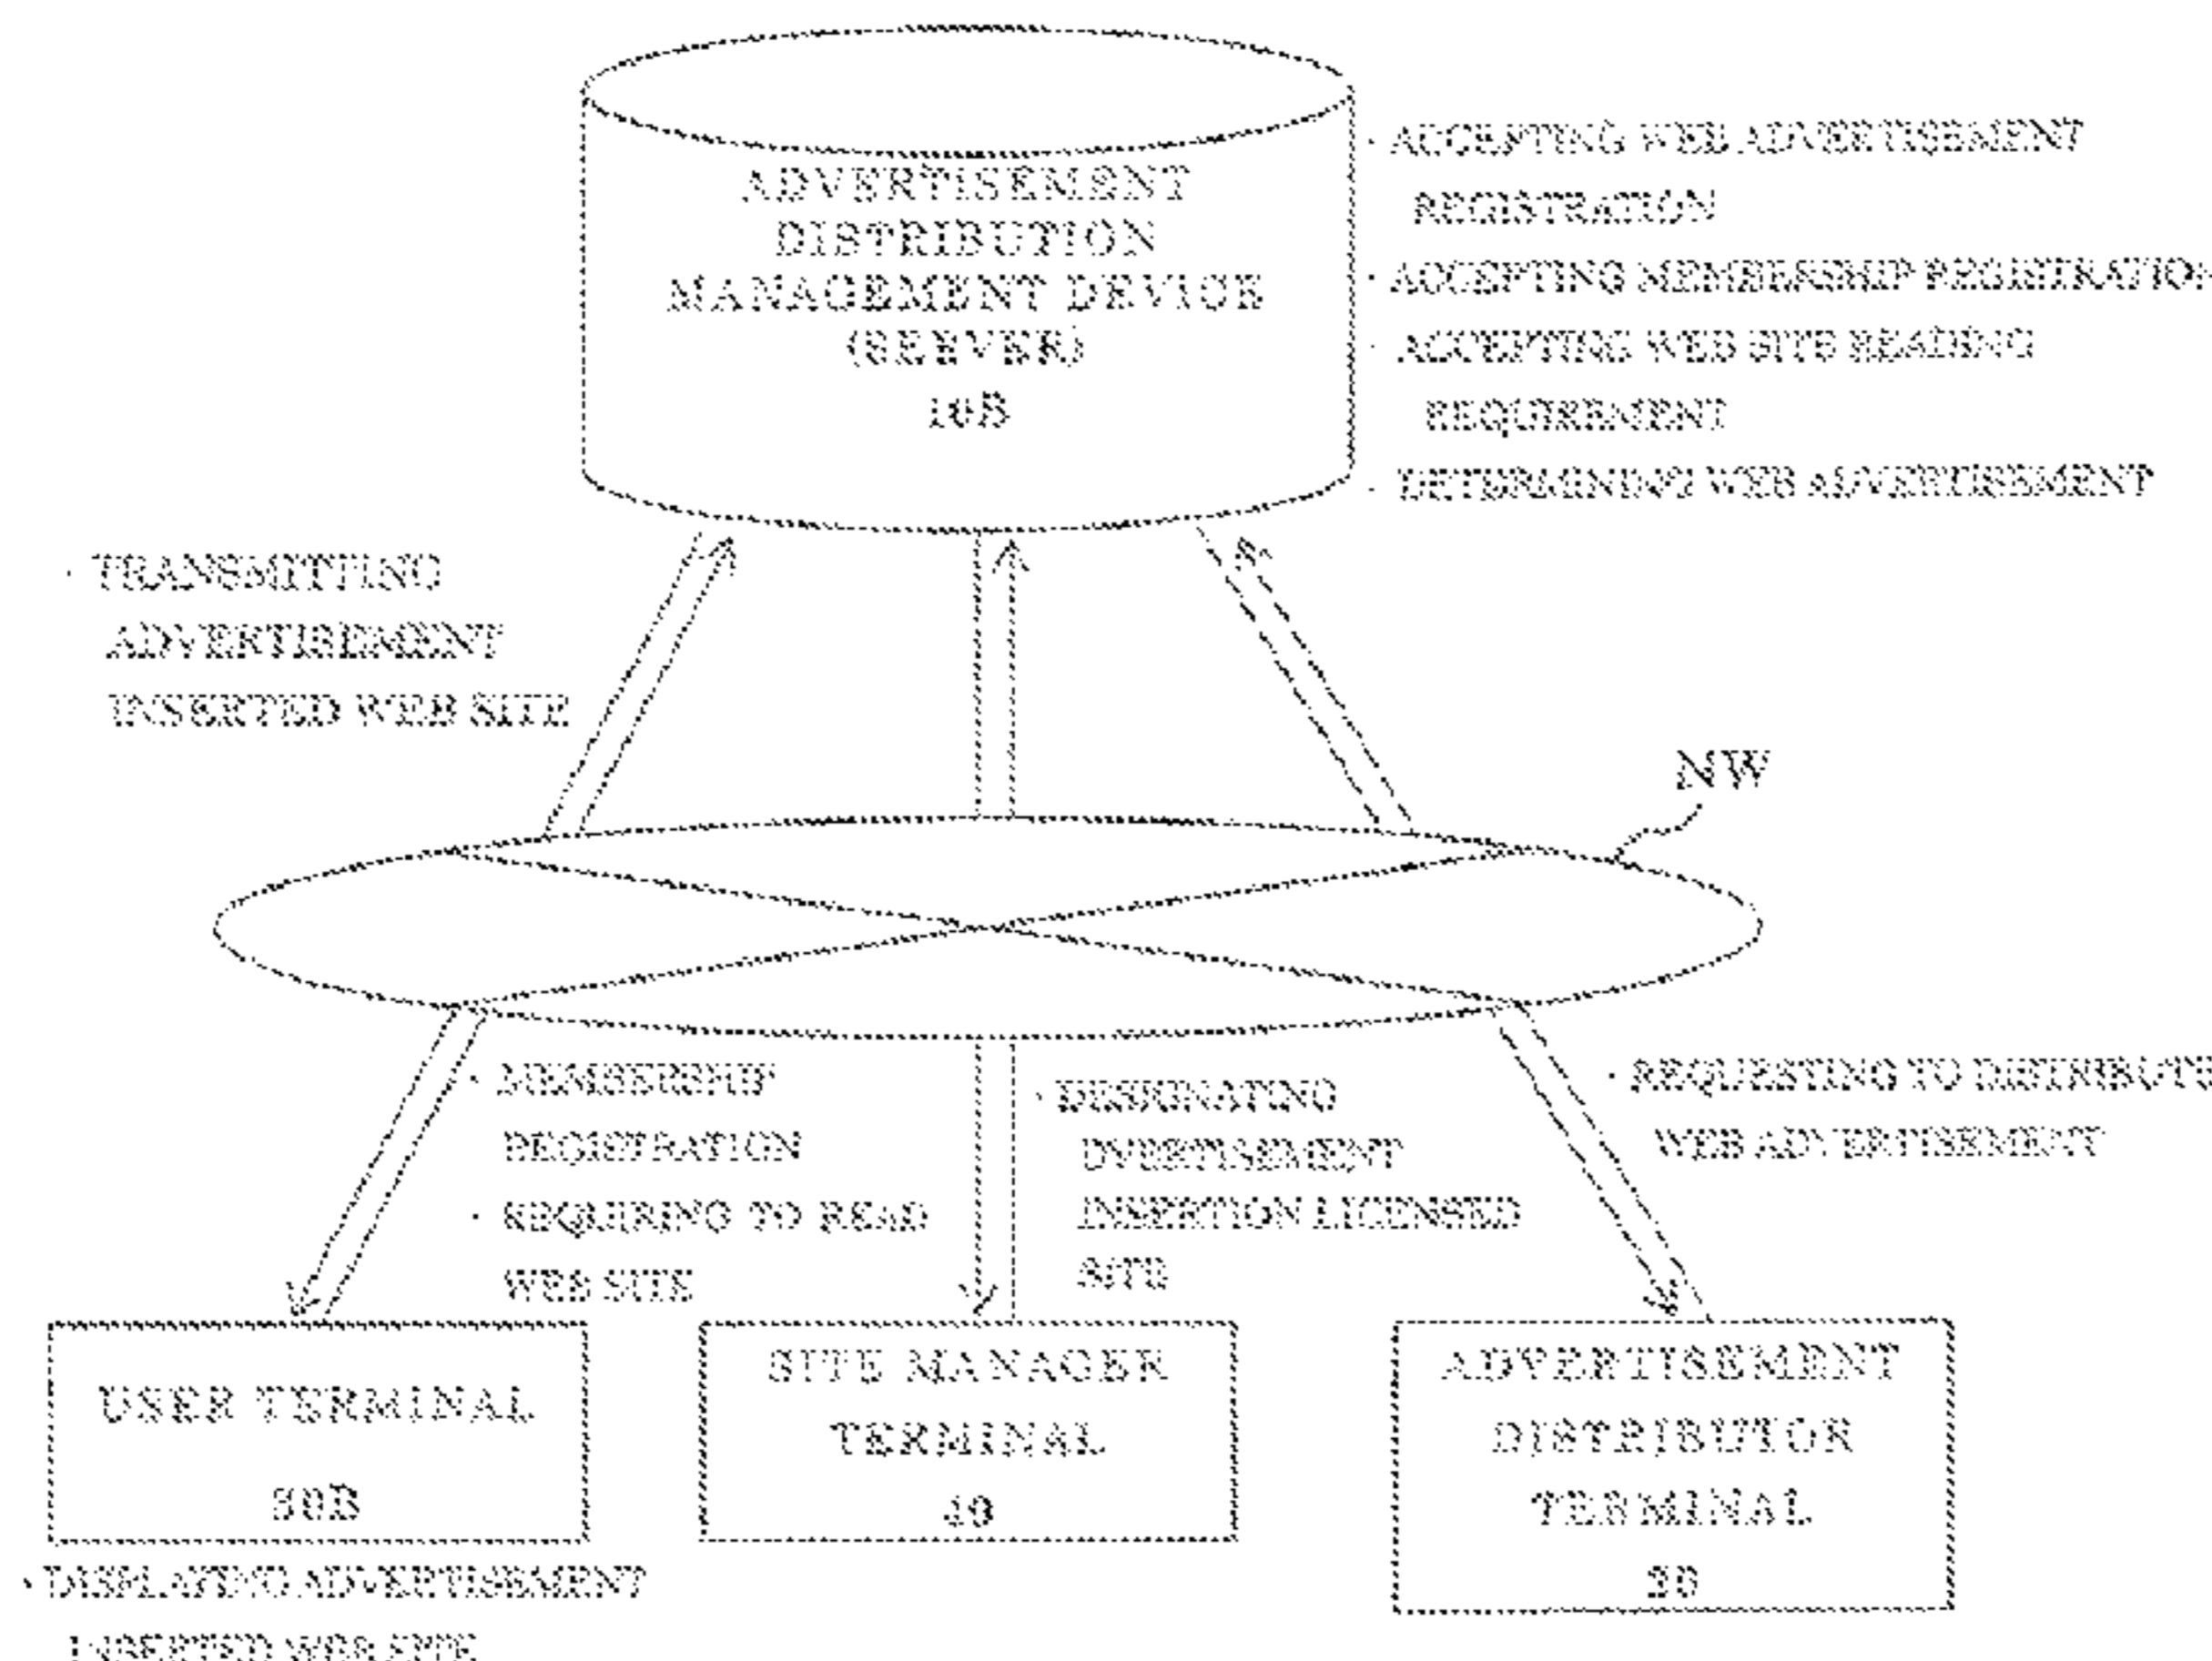 ADVERTISEMENT
DISTRIBUTION
MANAGEMENT DEVICE
(SERVER)
10B
· ACCEPTING WEB ADVERTISEMENT
REGISTRATION
· ACCEPTING MEMBERSHIP REGISTRATION
· ACCEPTING WEB SITE READING
REQUIREMENT
· DETERMINING WEB ADVERTISEMENT
· TRANSMITTING
ADVERTISEMENT
INSERTED WEB SITE
NW
· MEMBERSHIP
REGISTRATION
· REQUIRING TO READ
WEB SITE
· DESIGNATING
DVERTISEMENT
INSERTION LICENSED
SITE
· REQUESTING TO DISTRIBUTE
WEB ADVERTISEMENT
USER TERMINAL
30B
SITE MANAGER
TERMINAL
40
ADVERTISEMENT
DISTRIBUTOR
TERMINAL
20
· DISPLAYING ADVERTISEMENT
INSERTED WEB SITE